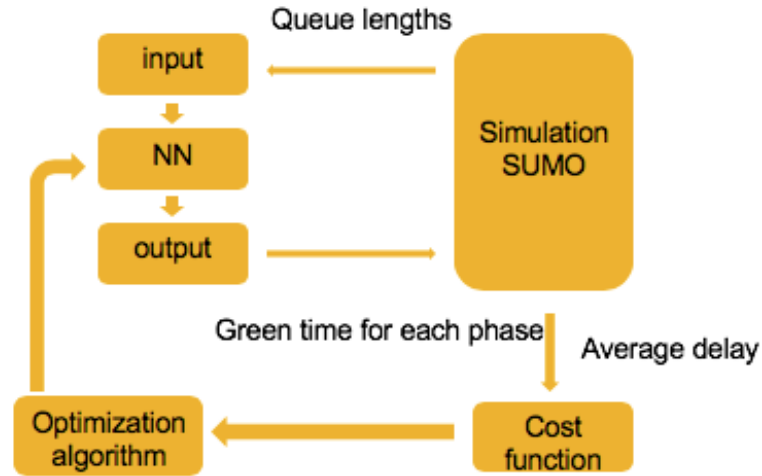 Queue lengths
input
Simulation
SUMO
NN
output
Green time for each phase
Average delay
Optimization
algorithm
Cost
function